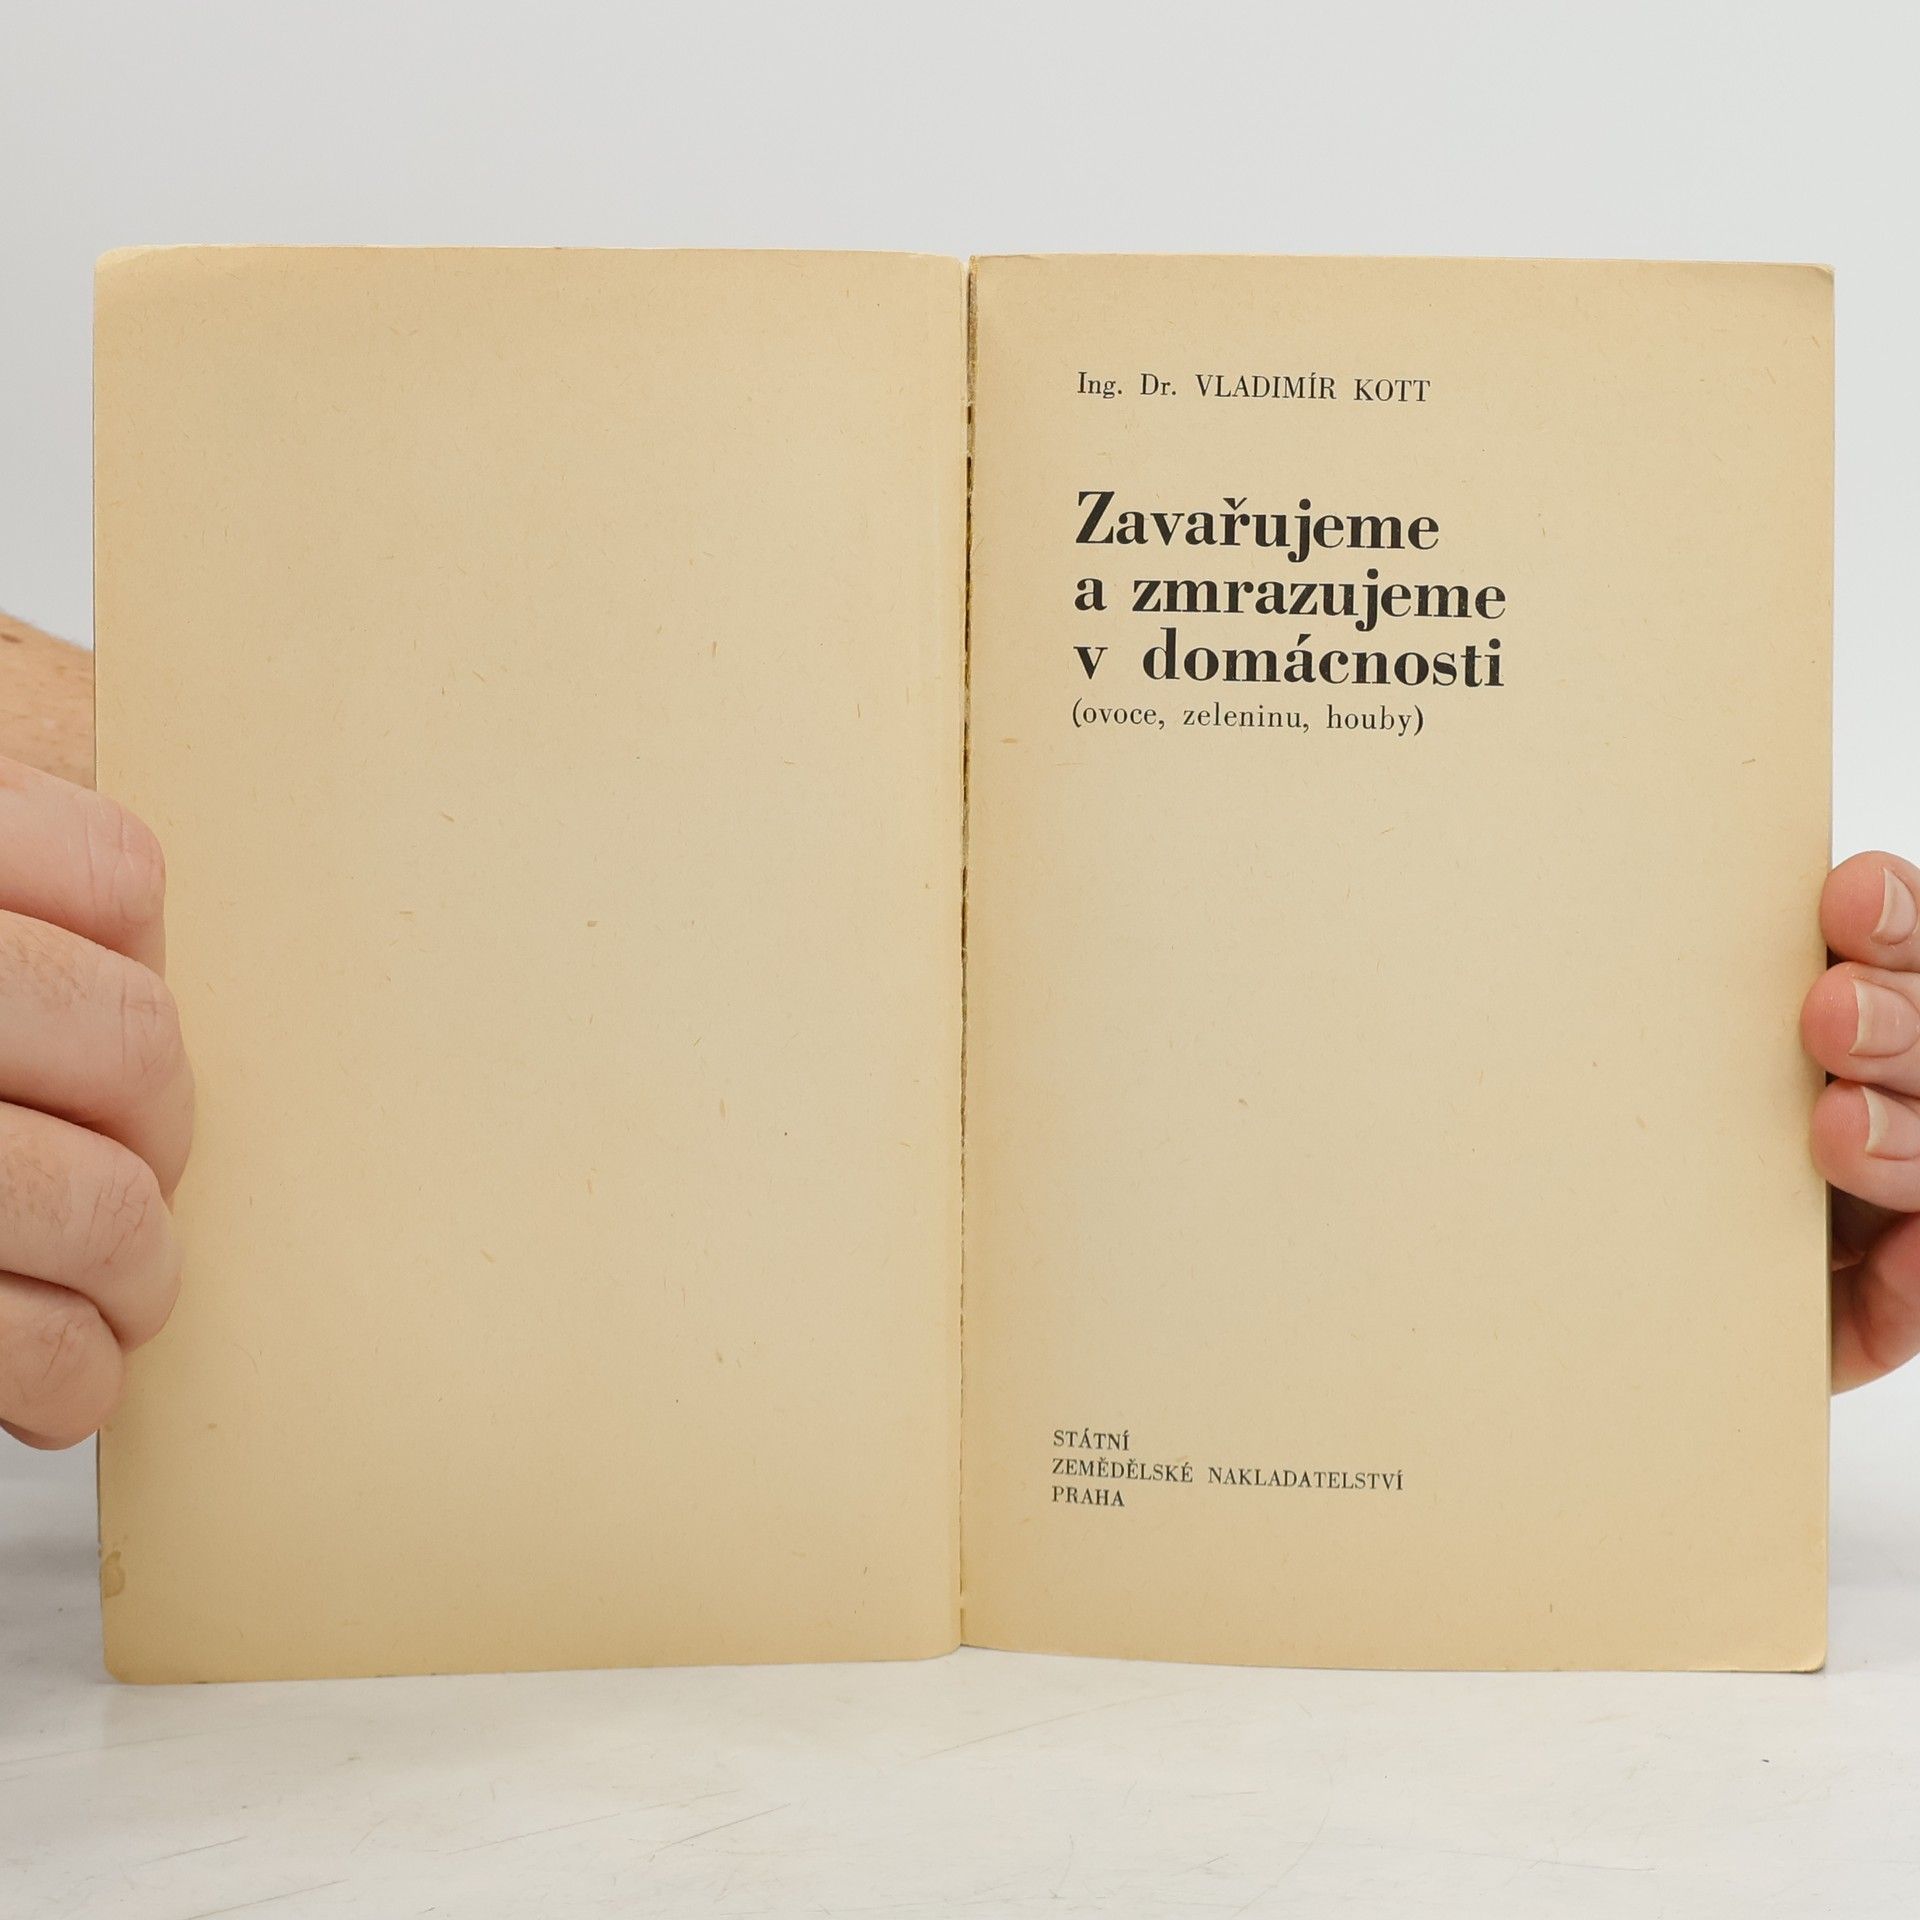 Ing. Dr. VLADIMÍR KOTT
Zavařujeme
a zmrazujeme
v domácnosti
(ovoce, zeleninu, houby)
STÁTNÍ
ZEMĚDĚLSKÉ NAKLADATELSTVÍ
PRAHA